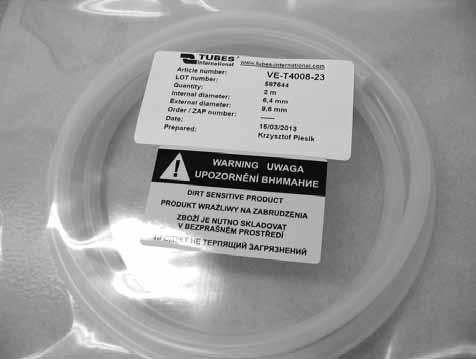 TUBES® www.tubes-international.com
international
Article number: VE-T4008-23
LOT number: 587644
Quantity: 2 m
Internal diameter: 6,4 mm
External diameter: 9,6 mm
Order / ZAP number: -----
Date: 15/03/2013
Prepared: Krzysztof Piesik
WARNING UWAGA
UPOZORNĚNÍ ВНИМАНИЕ
DIRT SENSITIVE PRODUCT
PRODUKT WRAŻLIWY NA ZABRUDZENIA
ZBOŽÍ JE NUTNO SKLADOVAT
V BEZPRAŠNÉM PROSTŘEDÍ
НЕ ТЕРПЯЩИЙ ЗАГРЯЗНЕНИЙ